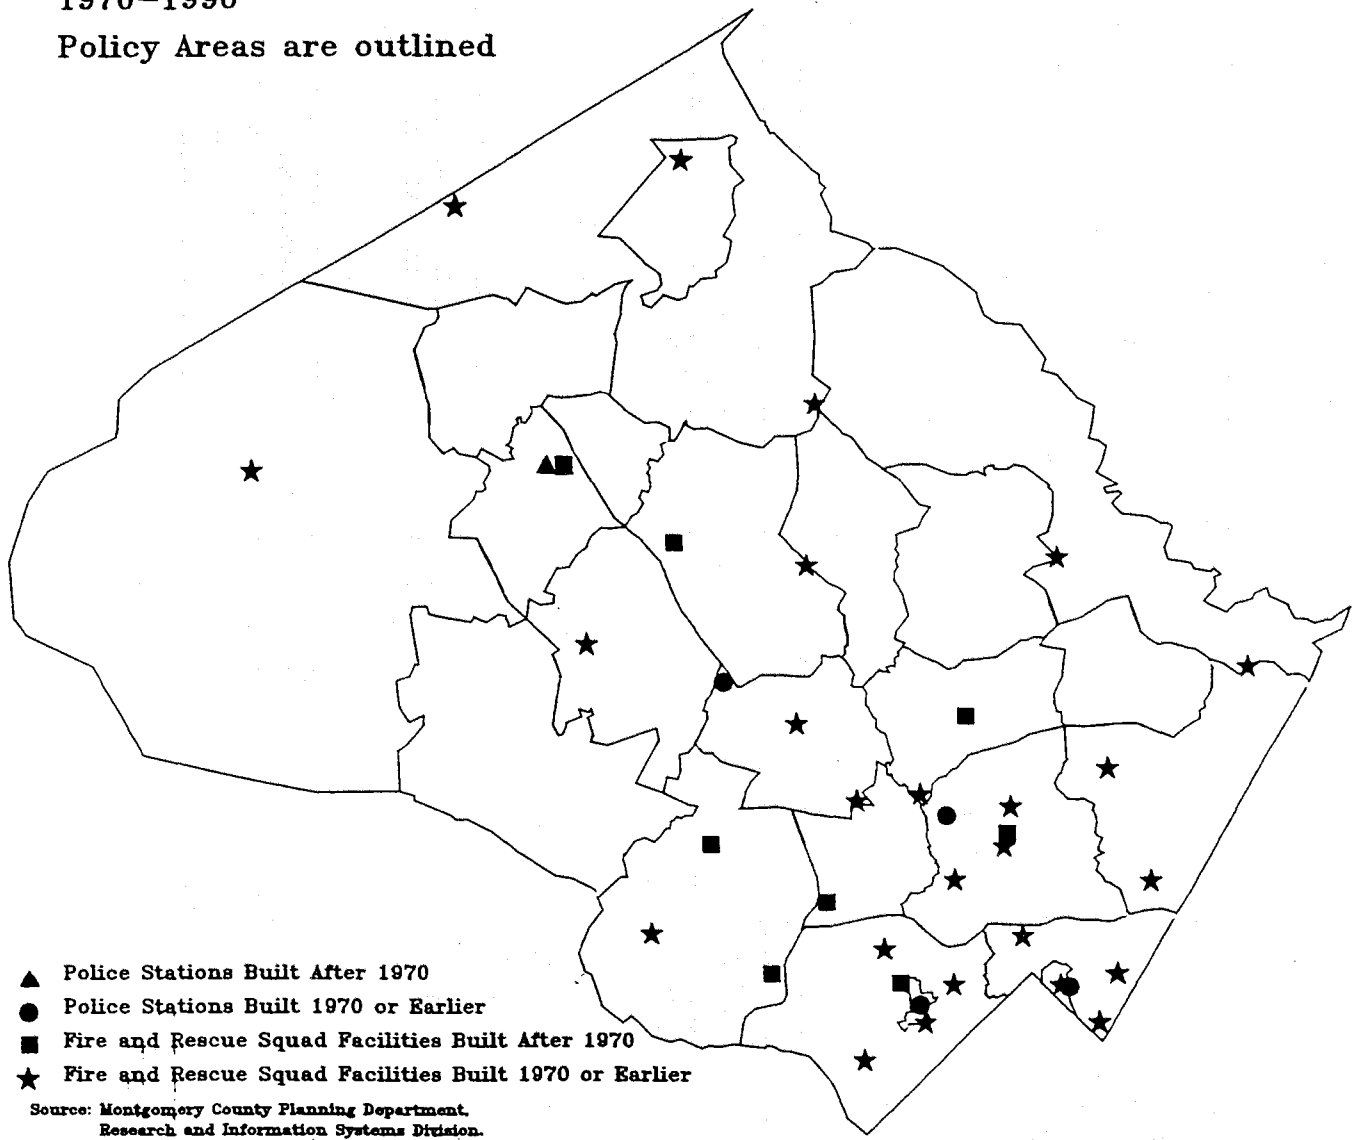 1970-1990
Policy Areas are outlined
Police Stations Built After 1970
Police Stations Built 1970 or Earlier
Fire and Rescue Squad Facilities Built After 1970
Fire and Rescue Squad Facilities Built 1970 or Earlier
Source: Montgomery County Planning Department,
Research and Information Systems Division.